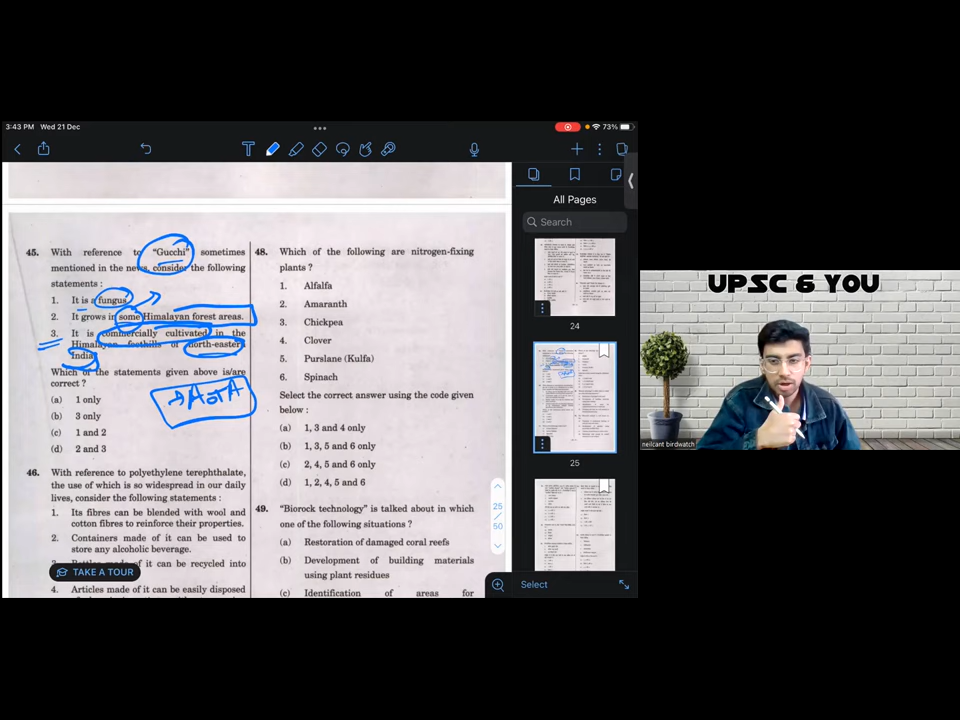 3:43 PM Wed 21 Dec
73%
T
All Pages
Search
24
25
25
/
50
Select
TAKE A TOUR
45. With reference to "Gucchi" sometimes
mentioned in the news, consider the following
statements :
1. It is a fungus.
2. It grows in some Himalayan forest areas.
3. It is commercially cultivated in the
Himalayan foothills of north-eastern
India.
Which of the statements given above is/are
correct ?
(a) 1 only
(b) 3 only
(c) 1 and 2
(d) 2 and 3
46. With reference to polyethylene terephthalate,
the use of which is so widespread in our daily
lives, consider the following statements :
1. Its fibres can be blended with wool and
cotton fibres to reinforce their properties.
2. Containers made of it can be used to
store any alcoholic beverage.
of it can be recycled into
4. Articles made of it can be easily disposed
48. Which of the following are nitrogen-fixing
plants ?
1. Alfalfa
2. Amaranth
3. Chickpea
4. Clover
5. Purslane (Kulfa)
6. Spinach
Select the correct answer using the code given
below :
(a) 1, 3 and 4 only
(b) 1, 3, 5 and 6 only
(c) 2, 4, 5 and 6 only
(d) 1, 2, 4, 5 and 6
49. "Biorock technology" is talked about in which
one of the following situations ?
(a) Restoration of damaged coral reefs
(b) Development of building materials
using plant residues
(c) Identification of areas for
UPSC & YOU
neilcant birdwatch